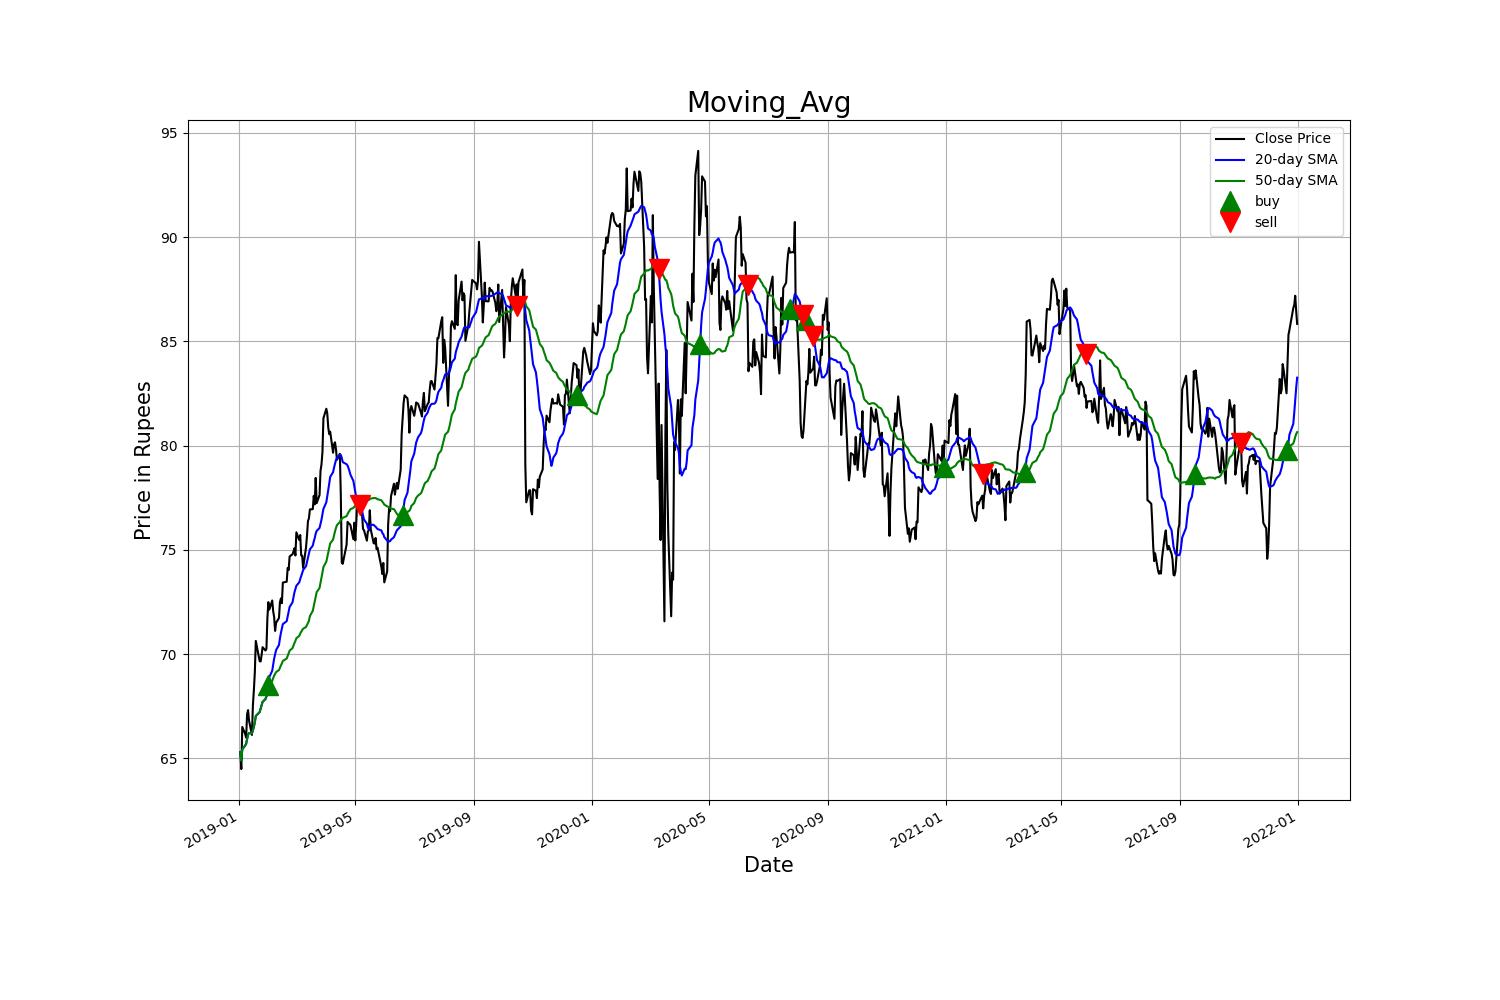 Moving_Avg
95
90
85
80
75
70
65
Price in Rupees
Close Price
20-day SMA
50-day SMA
buy
sell
2019-01
2019-05
2019-09
2020-01
2020-05
2020-09
2021-01
2021-05
2021-09
2022-01
Date